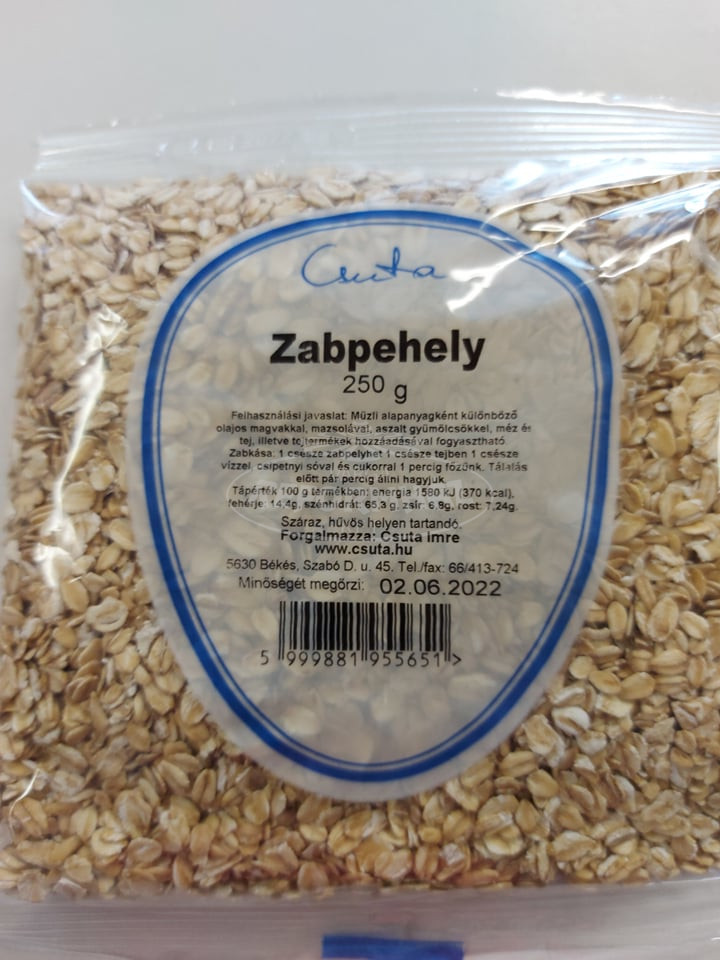 Csuta
Zabpehely
250 g
Felhasználási javaslat: Müzli alapanyagként különböző
olajos magvakkal, mazsolával, aszalt gyümölcsökkel, méz és
tej, illetve tejtermékek hozzáadásával fogyasztható.
Zabkása: 1 csésze zabpelyhet 1 csésze tejben 1 csésze
vízzel, csipetnyi sóval és cukorral 1 percig főzünk. Tálalás
előtt pár percig állni hagyjuk.
Tápérték 100 g termékben: energia 1580 kJ (370 kcal),
fehérje: 14,4g, szénhidrát: 65,3 g, zsír: 6,8g, rost: 7,24g.
Száraz, hűvös helyen tartandó.
Forgalmazza: Csuta Imre
www.csuta.hu
5630 Békés, Szabó D. u. 45. Tel./fax: 66/413-724
Minőségét megőrzi: 02.06.2022
5 999881 955651 >